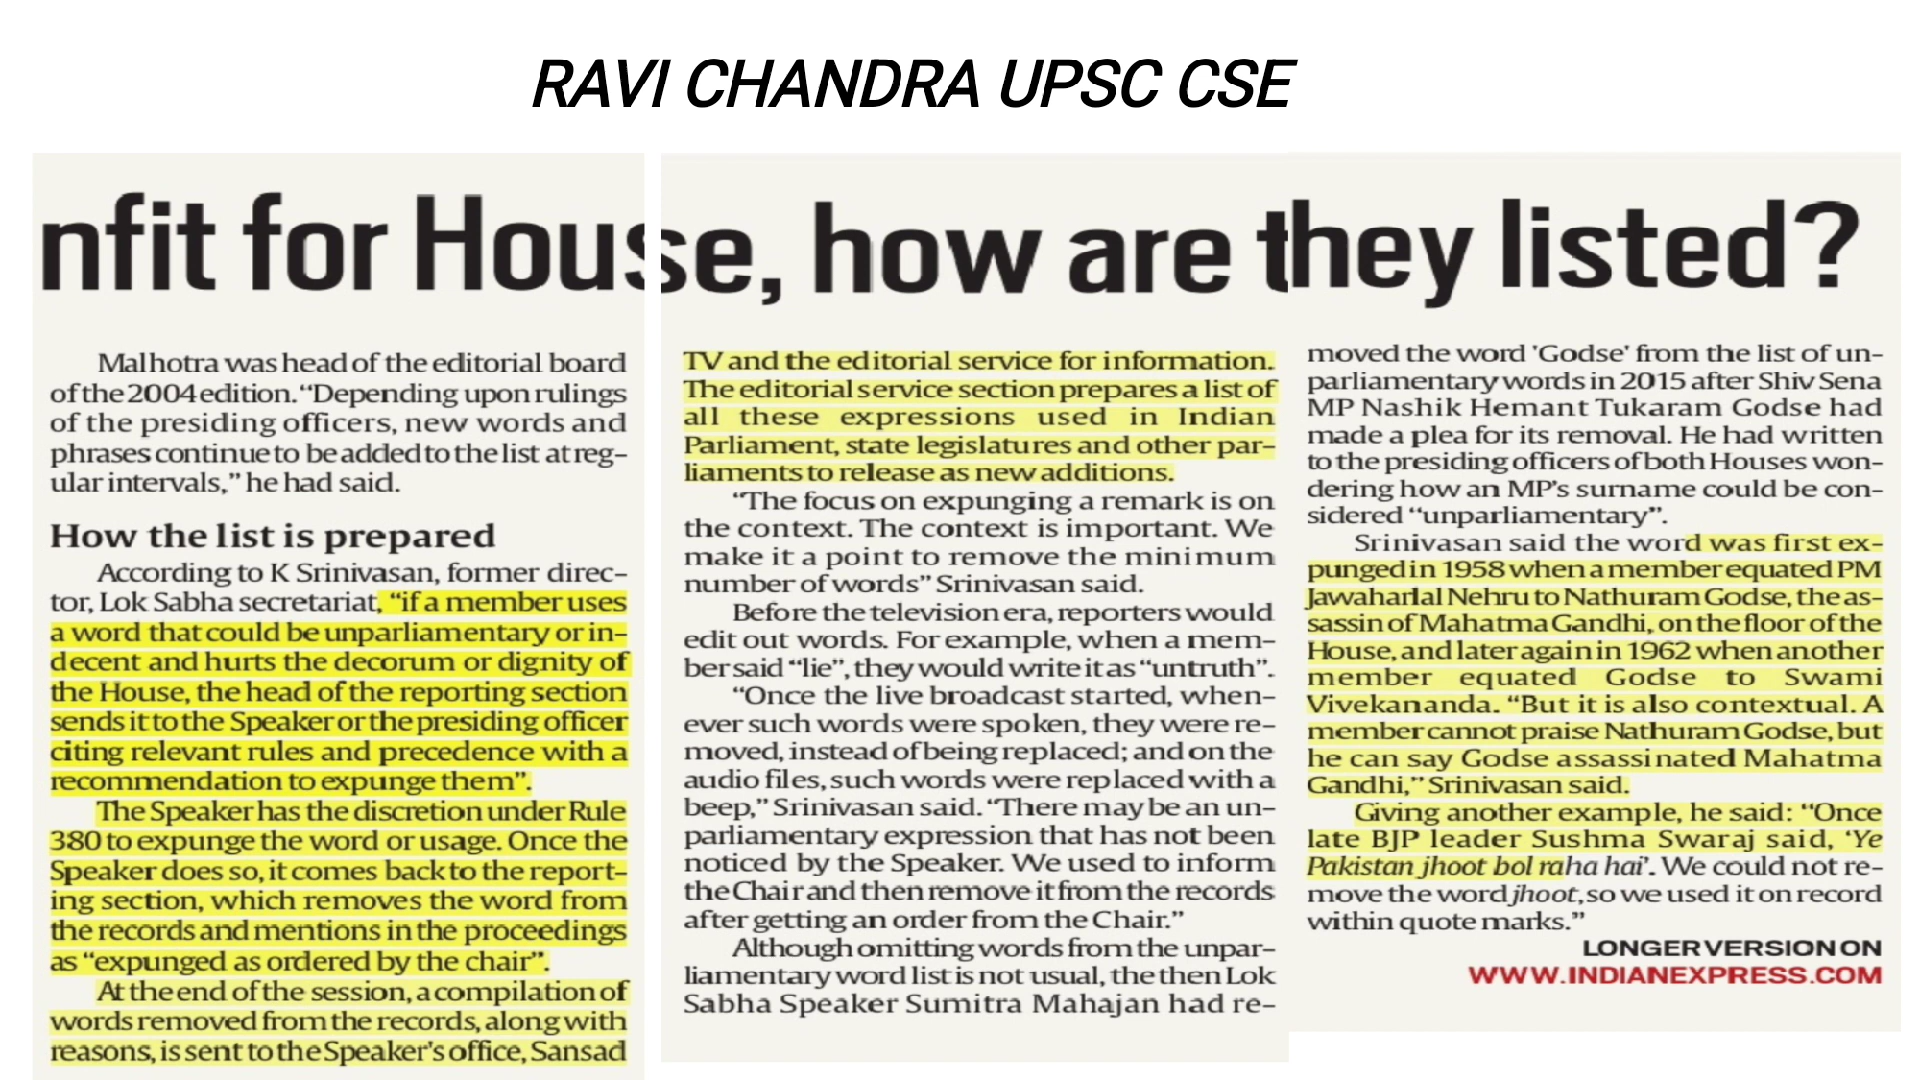 RAVI CHANDRA UPSC CSE
nfit for House, how are they listed?
Malhotra was head of the editorial board
of the 2004 edition. “Depending upon rulings
of the presiding officers, new words and
phrases continue to be added to the list at reg-
ular intervals,” he had said.
How the list is prepared
According to K Srinivasan, former direc-
tor, Lok Sabha secretariat, “if a member uses
a word that could be unparliamentary or in-
decent and hurts the decorum or dignity of
the House, the head of the reporting section
sends it to the Speaker or the presiding officer
citing relevant rules and precedence with a
recommendation to expunge them”.
The Speaker has the discretion under Rule
380 to expunge the word or usage. Once the
Speaker does so, it comes back to the report-
ing section, which removes the word from
the records and mentions in the proceedings
as “expunged as ordered by the chair”.
At the end of the session, a compilation of
words removed from the records, along with
reasons, is sent to the Speaker's office, Sansad
TV and the editorial service for information.
The editorial service section prepares a list of
all these expressions used in Indian
Parliament, state legislatures and other par-
liaments to release as new additions.
“The focus on expunging a remark is on
the context. The context is important. We
make it a point to remove the minimum
number of words” Srinivasan said.
Before the television era, reporters would
edit out words. For example, when a mem-
ber said “lie”, they would write it as “untruth”.
“Once the live broadcast started, when-
ever such words were spoken, they were re-
moved, instead of being replaced; and on the
audio files, such words were replaced with a
beep,” Srinivasan said. “There may be an un-
parliamentary expression that has not been
noticed by the Speaker. We used to inform
the Chair and then remove it from the records
after getting an order from the Chair.”
Although omitting words from the unpar-
liamentary word list is not usual, the then Lok
Sabha Speaker Sumitra Mahajan had re-
moved the word 'Godse' from the list of un-
parliamentary words in 2015 after Shiv Sena
MP Nashik Hemant Tukaram Godse had
made a plea for its removal. He had written
to the presiding officers of both Houses won-
dering how an MP's surname could be con-
sidered “unparliamentary”.
Srinivasan said the word was first ex-
punged in 1958 when a member equated PM
Jawaharlal Nehru to Nathuram Godse, the as-
sassin of Mahatma Gandhi, on the floor of the
House, and later again in 1962 when another
member equated Godse to Swami
Vivekananda. “But it is also contextual. A
member cannot praise Nathuram Godse, but
he can say Godse assassinated Mahatma
Gandhi,” Srinivasan said.
Giving another example, he said: “Once
late BJP leader Sushma Swaraj said, 'Ye
Pakistan jhoot bol raha hai'. We could not re-
move the word jhoot, so we used it on record
within quote marks.”
LONGER VERSION ON
WWW.INDIANEXPRESS.COM